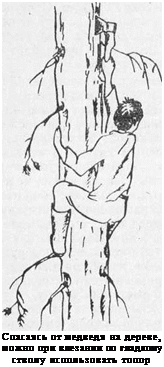 Спасаясь от медведя на дереве,
можно при влезании по гладкому
стволу использовать топор